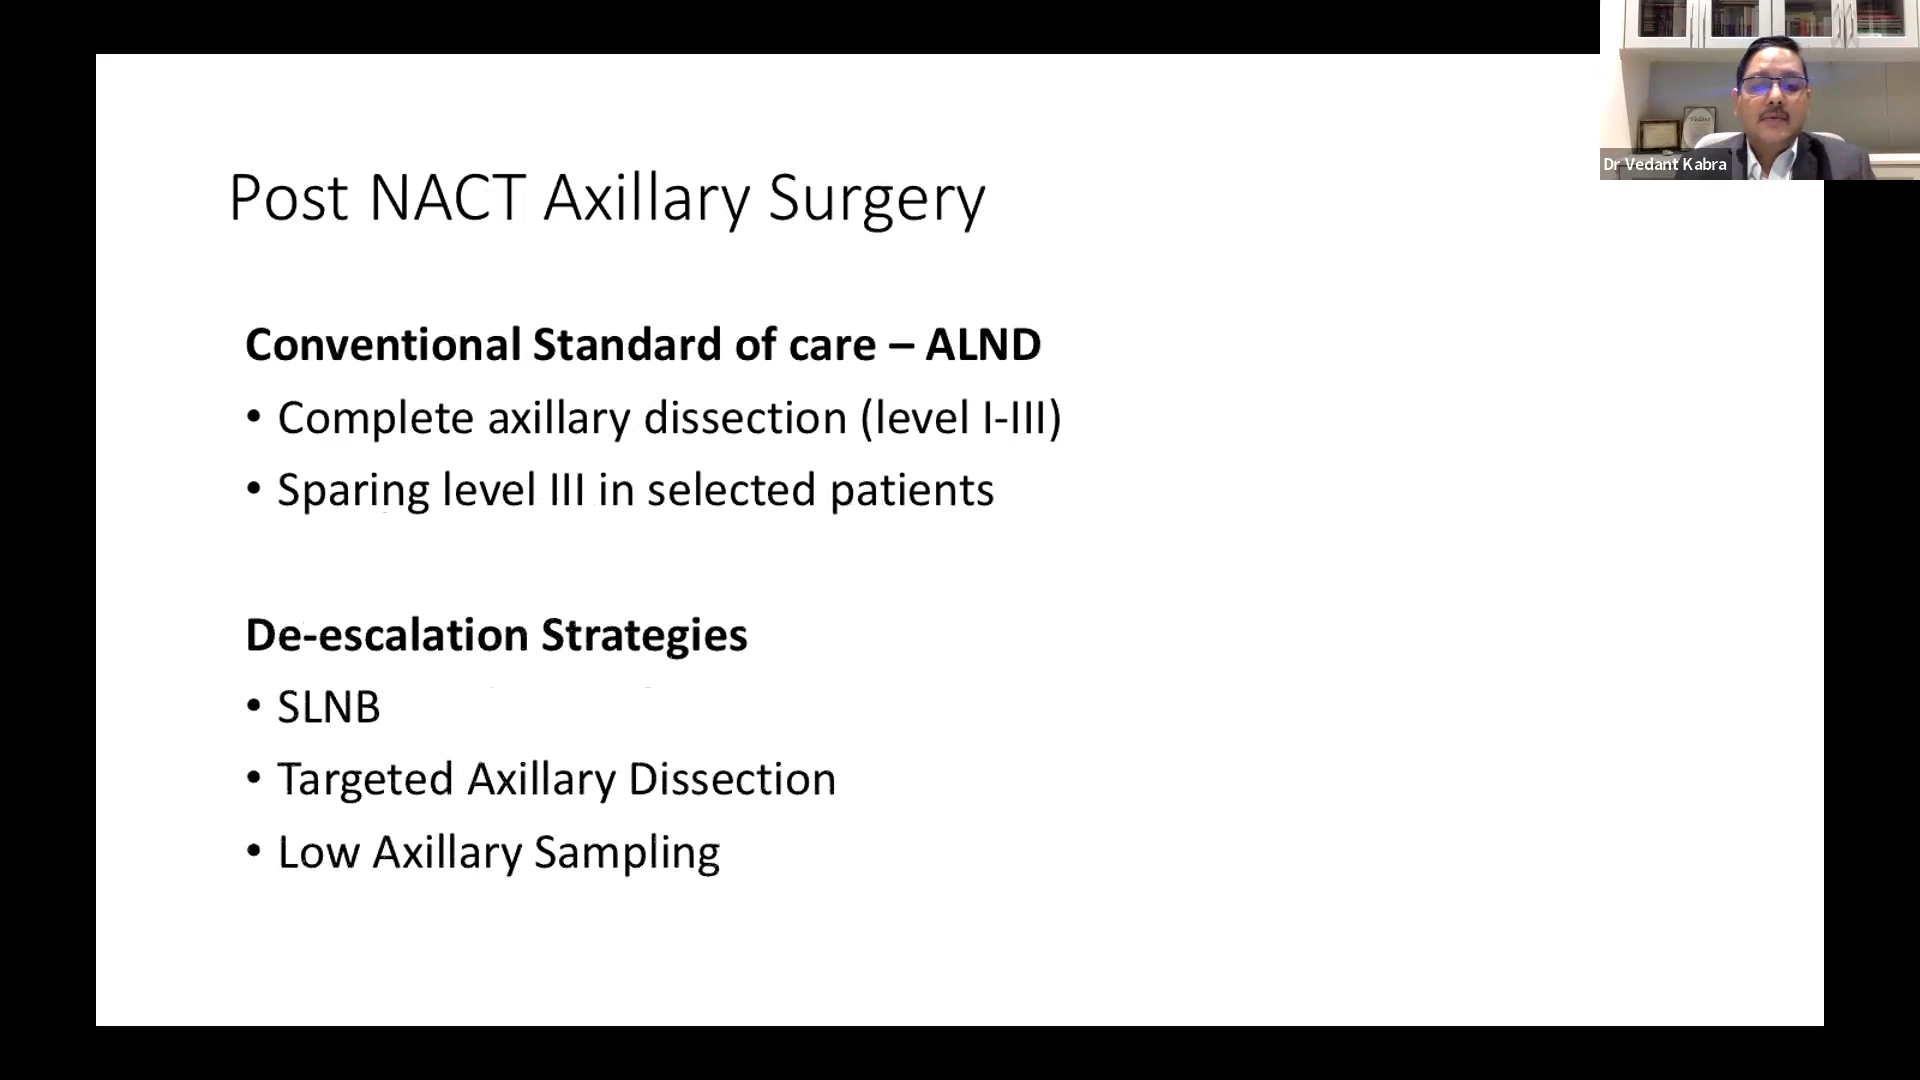 Post NACT Axillary Surgery
Conventional Standard of care – ALND
• Complete axillary dissection (level I-III)
• Sparing level III in selected patients
De-escalation Strategies
• SLNB
• Targeted Axillary Dissection
• Low Axillary Sampling
Dr Vedant Kabra